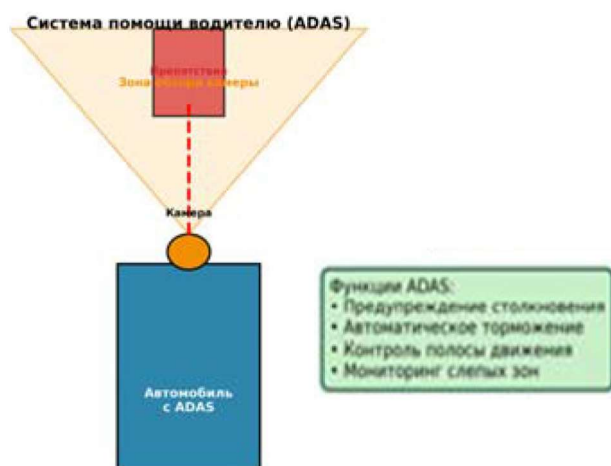 Система помощи водителю (ADAS)
Препятствие
Зона обзора камеры
Камера
Автомобиль
с ADAS
Функции ADAS:
• Предупреждение столкновения
• Автоматическое торможение
• Контроль полосы движения
• Мониторинг слепых зон